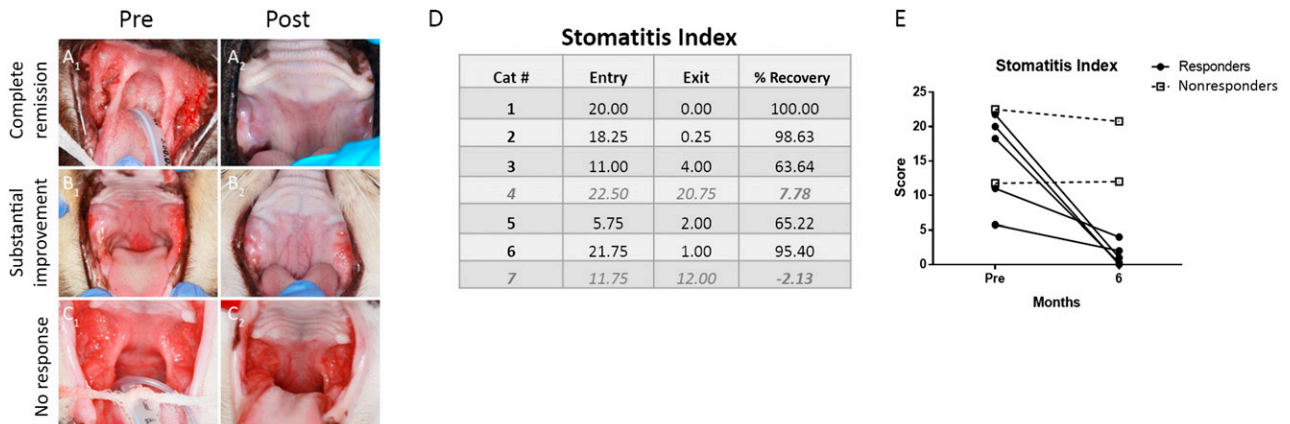 Pre Post
Complete remission
A1 A2
Substantial improvement
B1 B2
No response
C1 C2
D
Stomatitis Index
Cat # Entry Exit % Recovery
1 20.00 0.00 100.00
2 18.25 0.25 98.63
3 11.00 4.00 63.64
4 22.50 20.75 7.78
5 5.75 2.00 65.22
6 21.75 1.00 95.40
7 11.75 12.00 -2.13
E
Stomatitis Index
Responders
Nonresponders
Score
25
20
15
10
5
0
Pre 6
Months